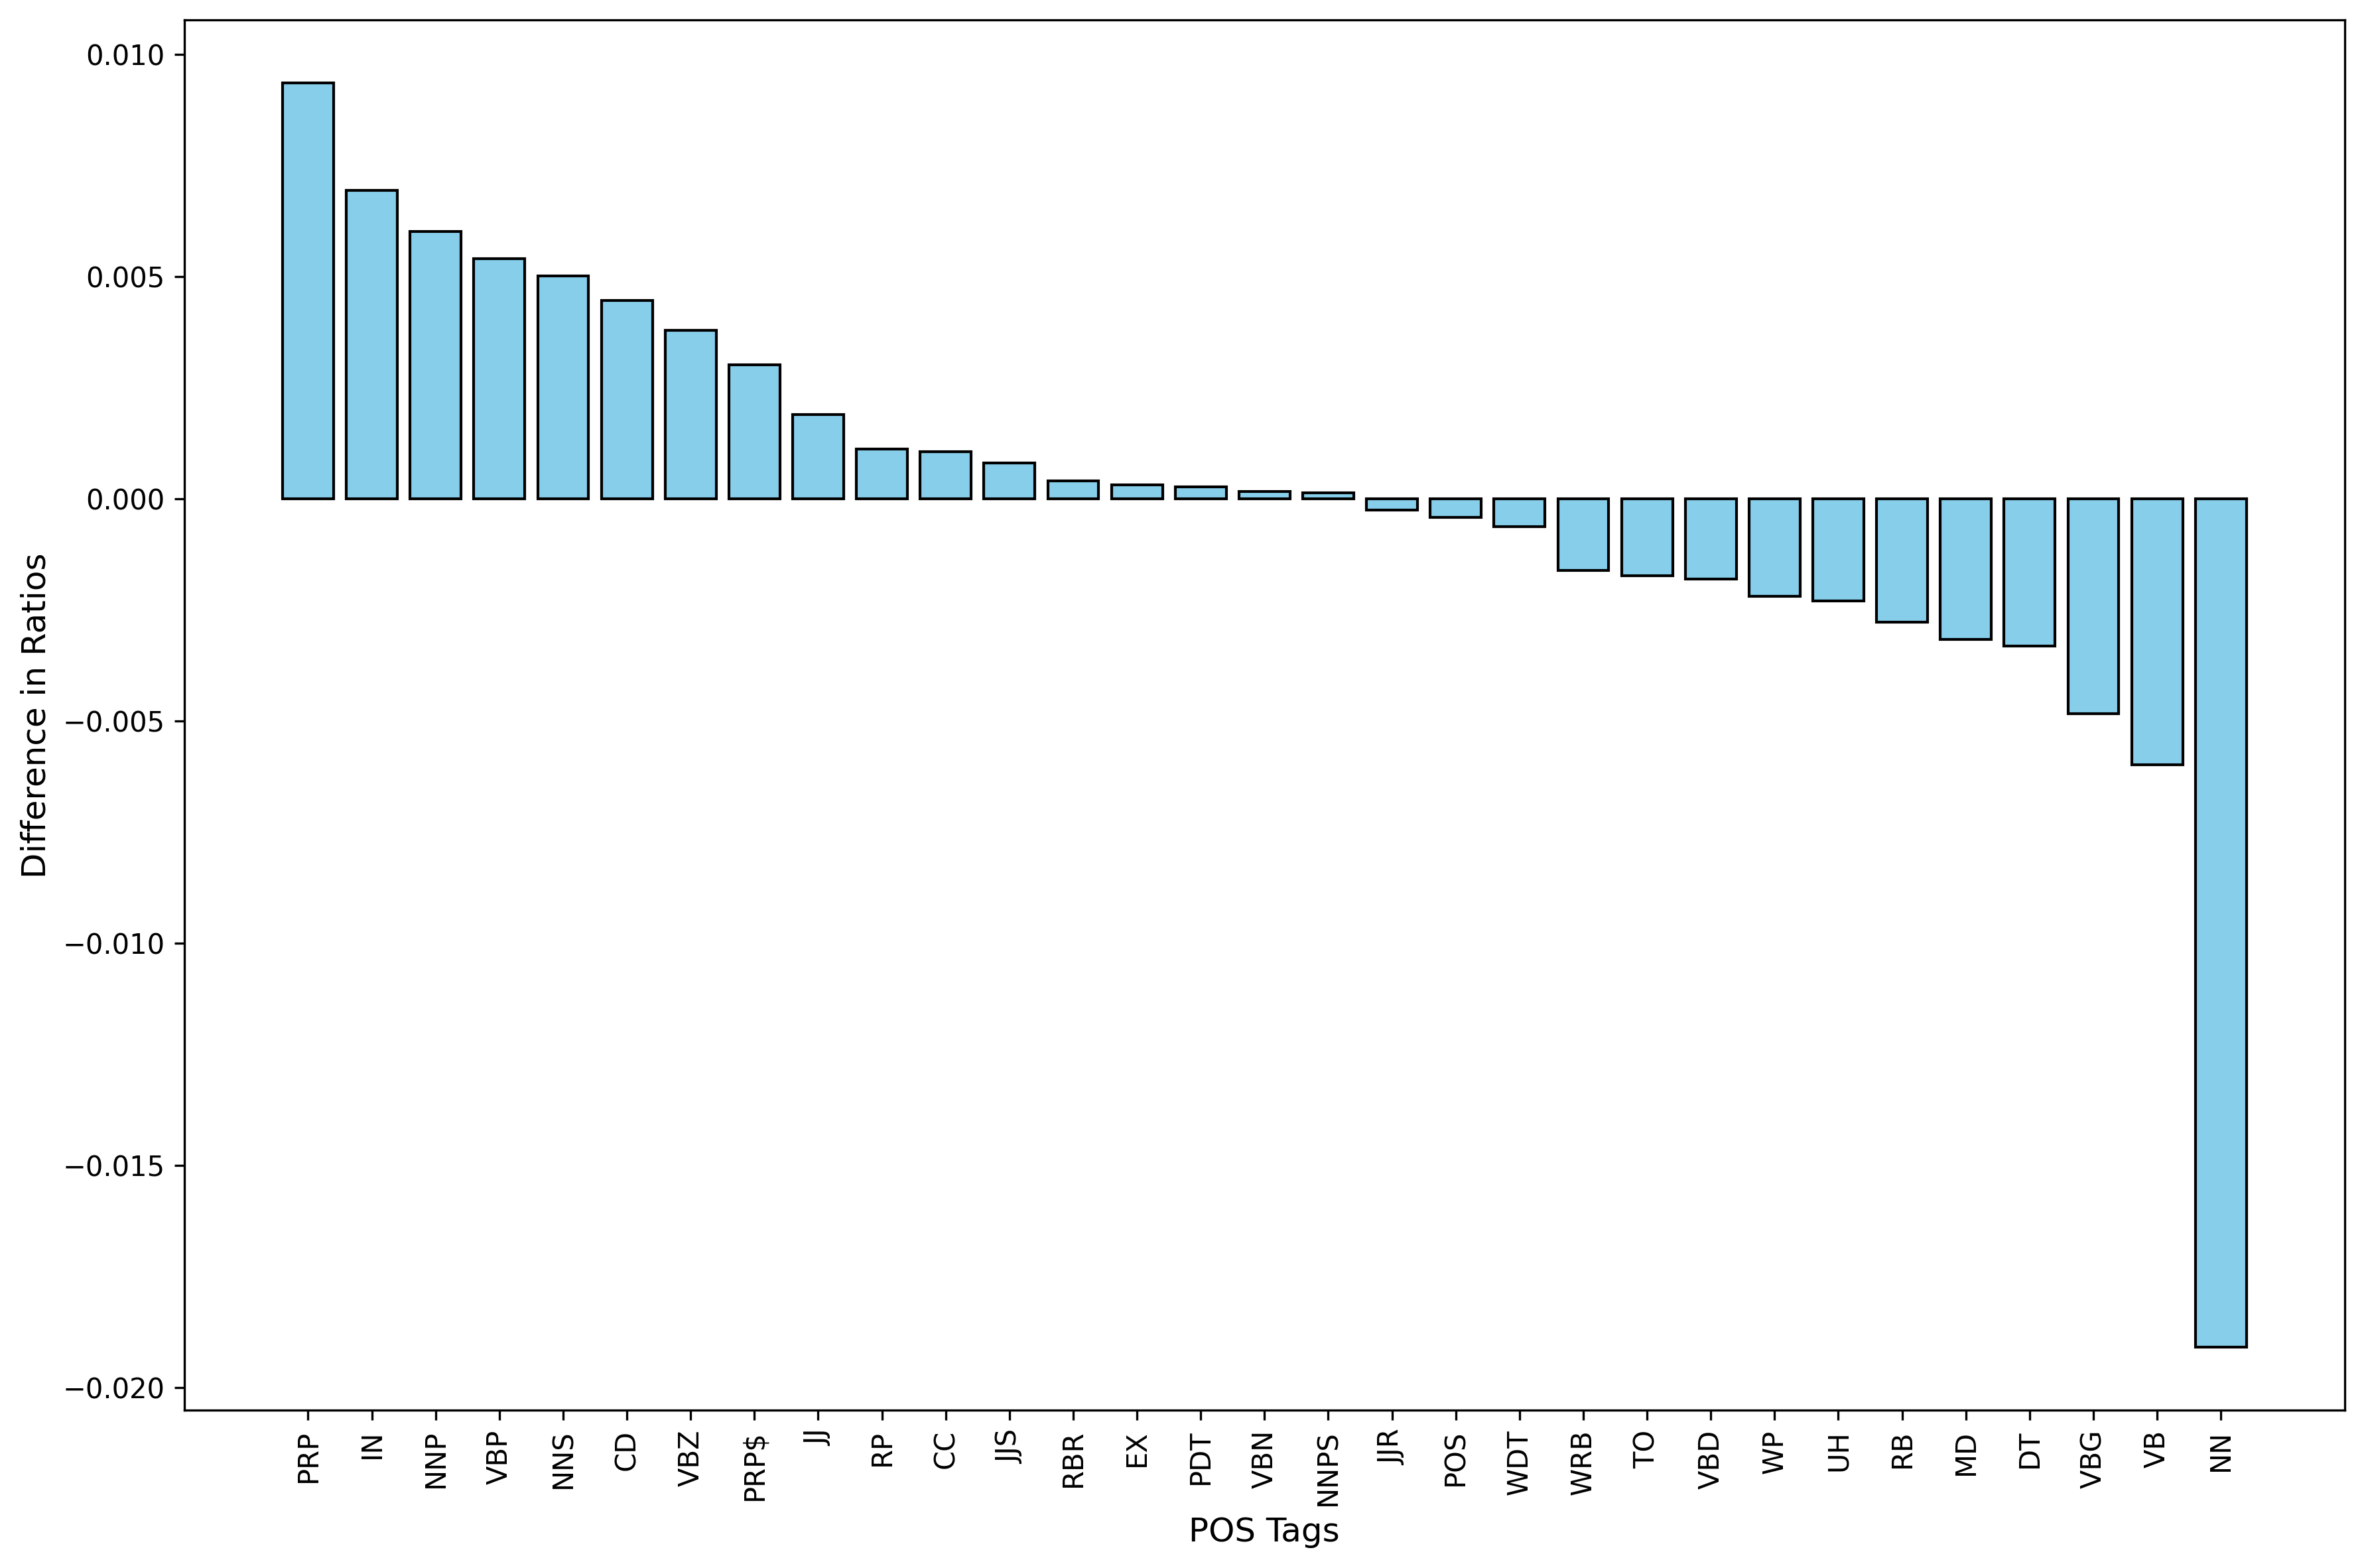 Difference in Ratios
0.010
0.005
0.000
−0.005
−0.010
−0.015
−0.020
PRP IN NNP VBP NNS CD VBZ PRP$ JJ RP CC JJS RBR EX PDT VBN NNPS JJR POS WDT WRB TO VBD WP UH RB MD DT VBG VB NN
POS Tags